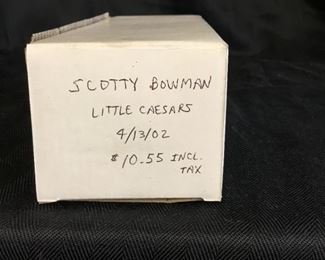 SCOTTY BOWMAN
LITTLE CAESARS
4/13/02
$10.55 INCL.
TAX